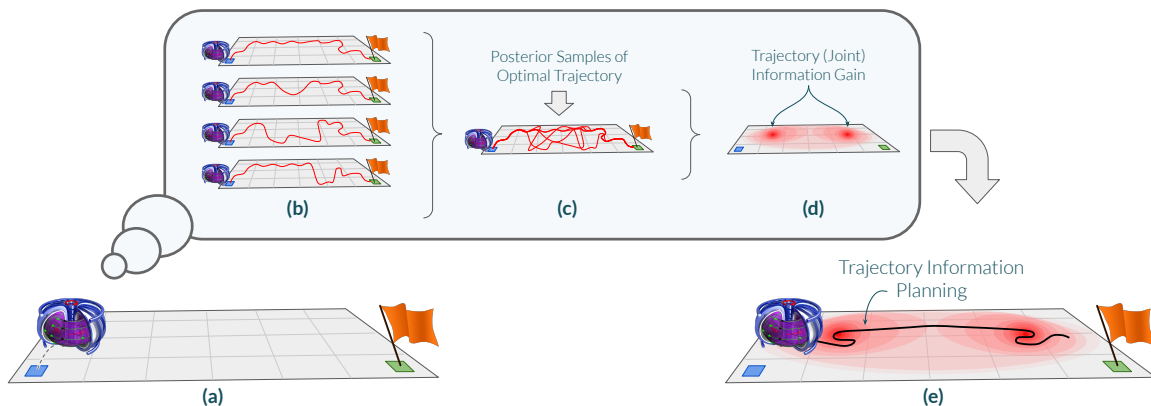 Posterior Samples of
Optimal Trajectory
Trajectory (Joint)
Information Gain
(b)
(c)
(d)
Trajectory Information
Planning
(a)
(e)